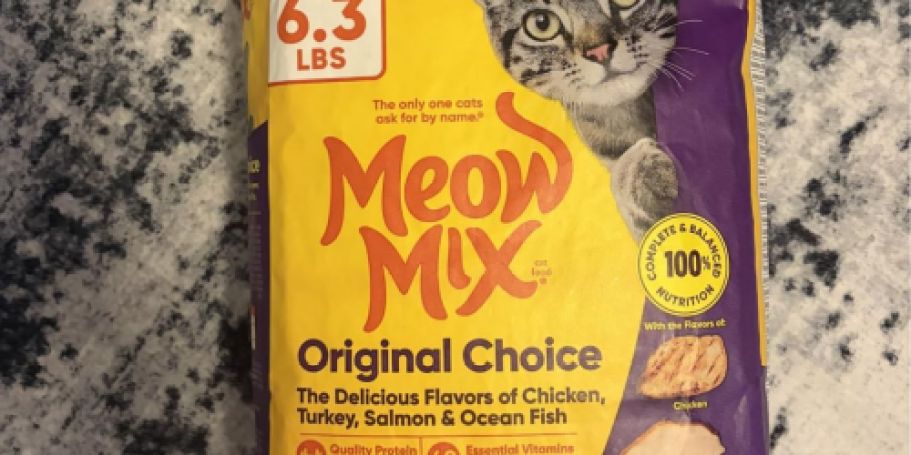 6.3
LBS
The only one cats
ask for by name.®
Meow
Mix
cat
food
Original Choice
The Delicious Flavors of Chicken,
Turkey, Salmon & Ocean Fish
Quality Protein
Essential Vitamins
COMPLETE & BALANCED
100%
NUTRITION
With the Flavors of:
Chicken